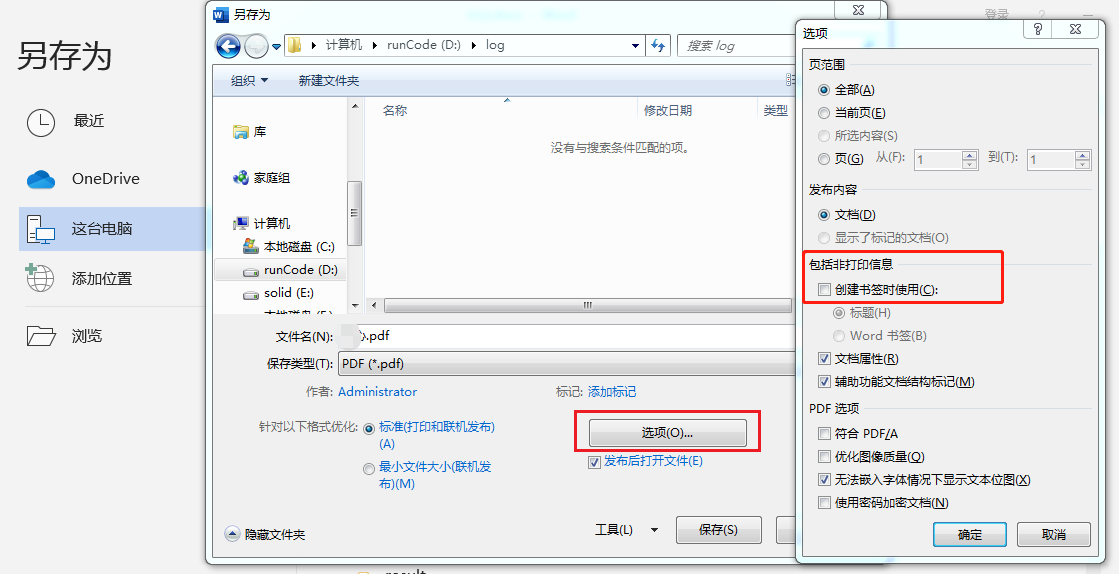 另存为
最近
OneDrive
这台电脑
添加位置
浏览
另存为
计算机
runCode (D:)
log
搜索 log
组织
新建文件夹
名称
修改日期
类型
没有与搜索条件匹配的项。
库
家庭组
计算机
本地磁盘 (C:)
runCode (D:)
solid (E:)
文件名(N):
.pdf
保存类型(T):
PDF (*.pdf)
作者:
Administrator
标记:
添加标记
针对以下格式优化:
标准(打印和联机发布)
(A)
最小文件大小(联机发
布)(M)
选项(O)...
发布后打开文件(E)
隐藏文件夹
工具(L)
保存(S)
登录
选项
页范围
全部(A)
当前页(E)
所选内容(S)
页(G)
从(F):
1
到(T):
1
发布内容
文档(D)
显示了标记的文档(O)
包括非打印信息
创建书签时使用(C):
标题(H)
Word 书签(B)
文档属性(R)
辅助功能文档结构标记(M)
PDF 选项
符合 PDF/A
优化图像质量(Q)
无法嵌入字体情况下显示文本位图(X)
使用密码加密文档(N)
确定
取消